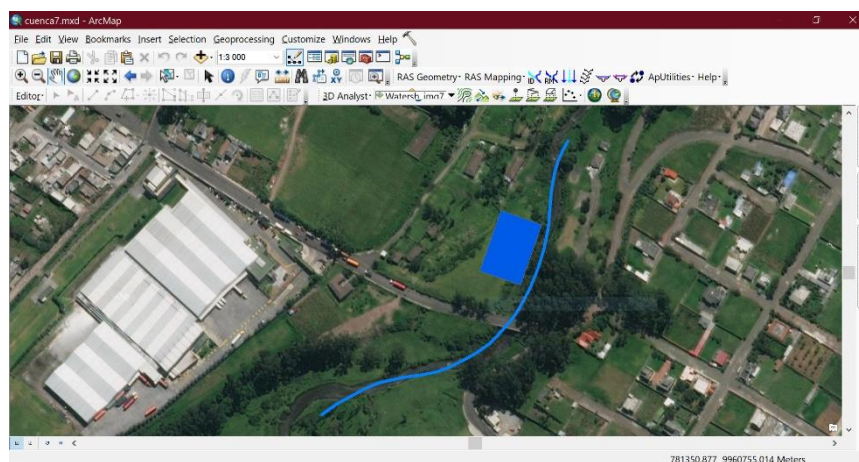 cuenca7.mxd - ArcMap
File Edit View Bookmarks Insert Selection Geoprocessing Customize Windows Help
1:3 000
RAS Geometry RAS Mapping ApUtilities Help
Editor 3D Analyst Watersh_img7
781350,877 9960755,014 Meters